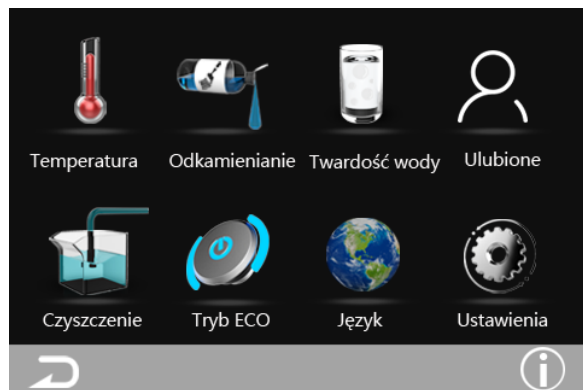 Temperatura Odkamienianie Twardość wody Ulubione
Czyszczenie Tryb ECO Język Ustawienia